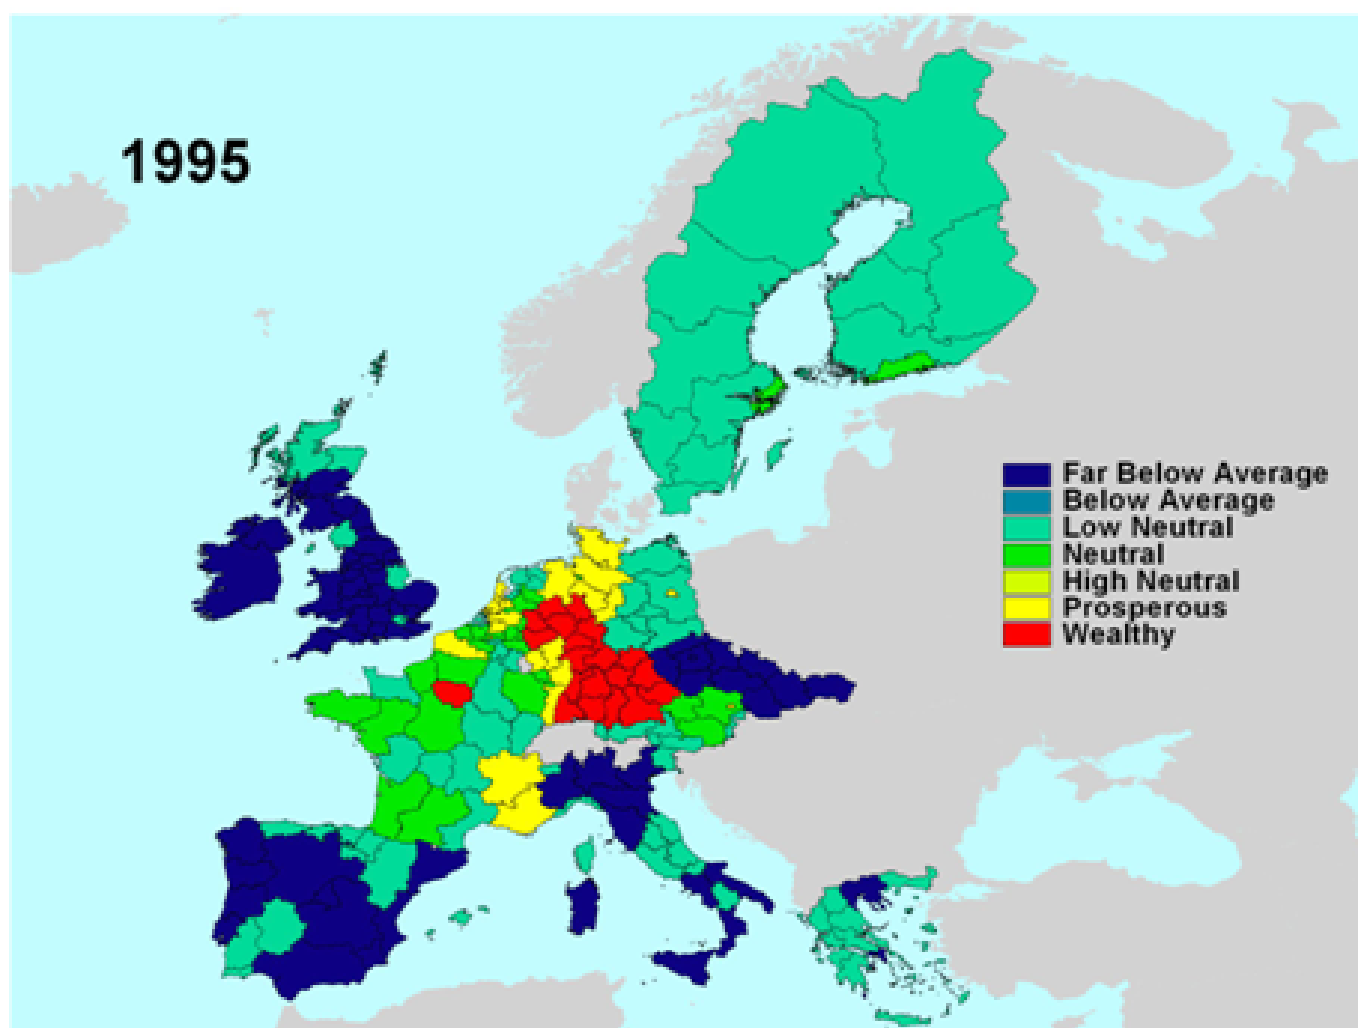 1995
Far Below Average
Below Average
Low Neutral
Neutral
High Neutral
Prosperous
Wealthy